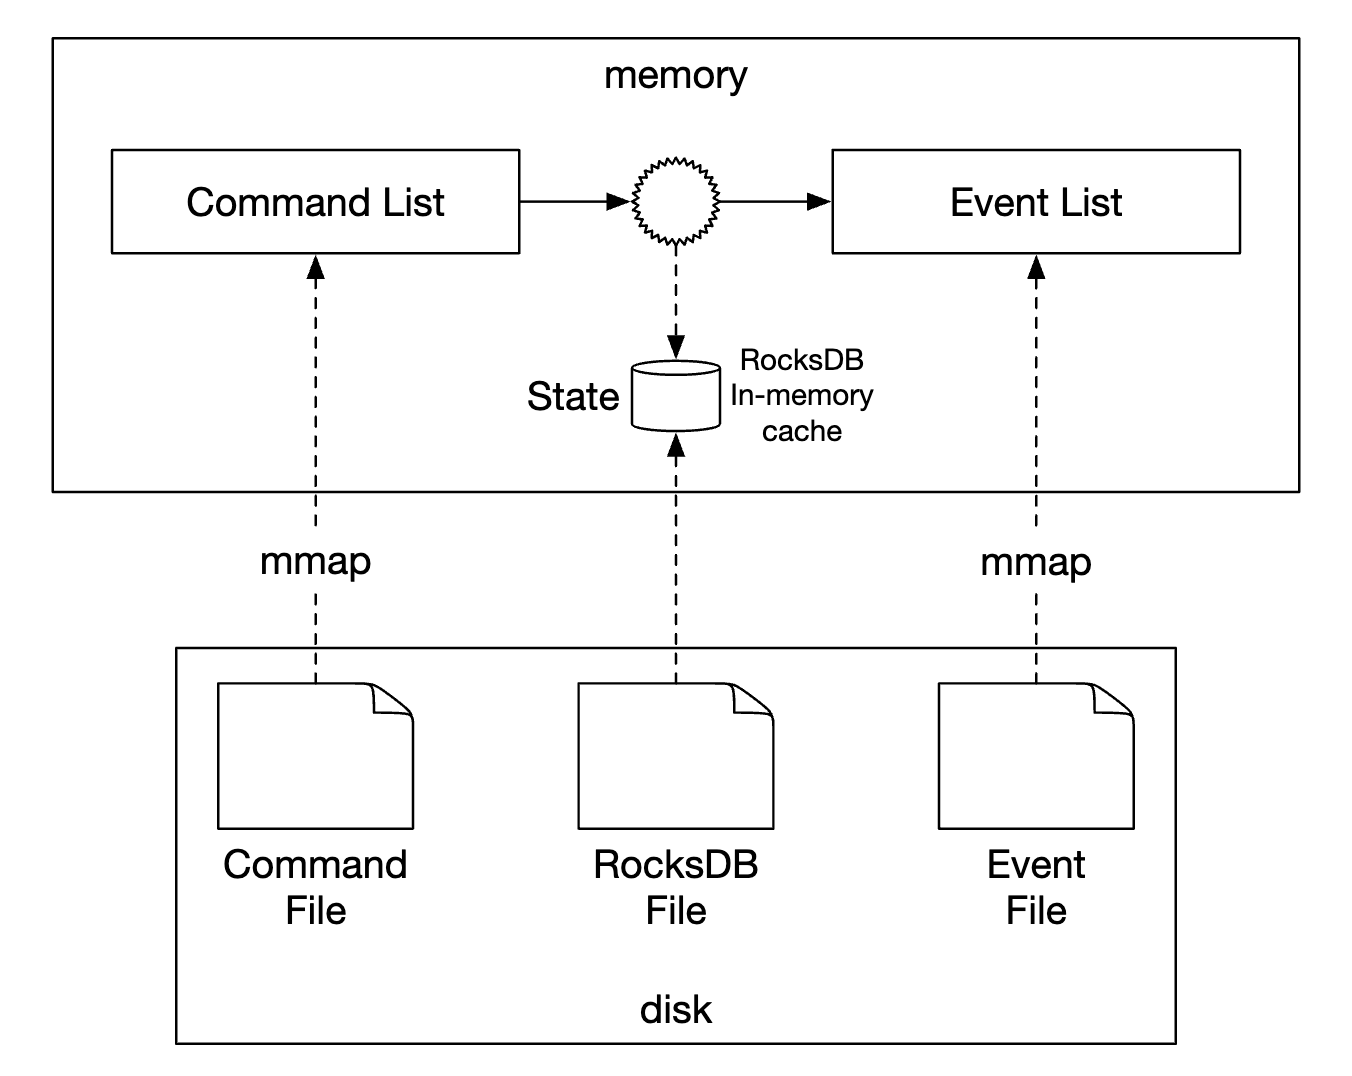 memory
Command List
Event List
State
RocksDB
In-memory
cache
mmap
mmap
Command
File
RocksDB
File
Event
File
disk